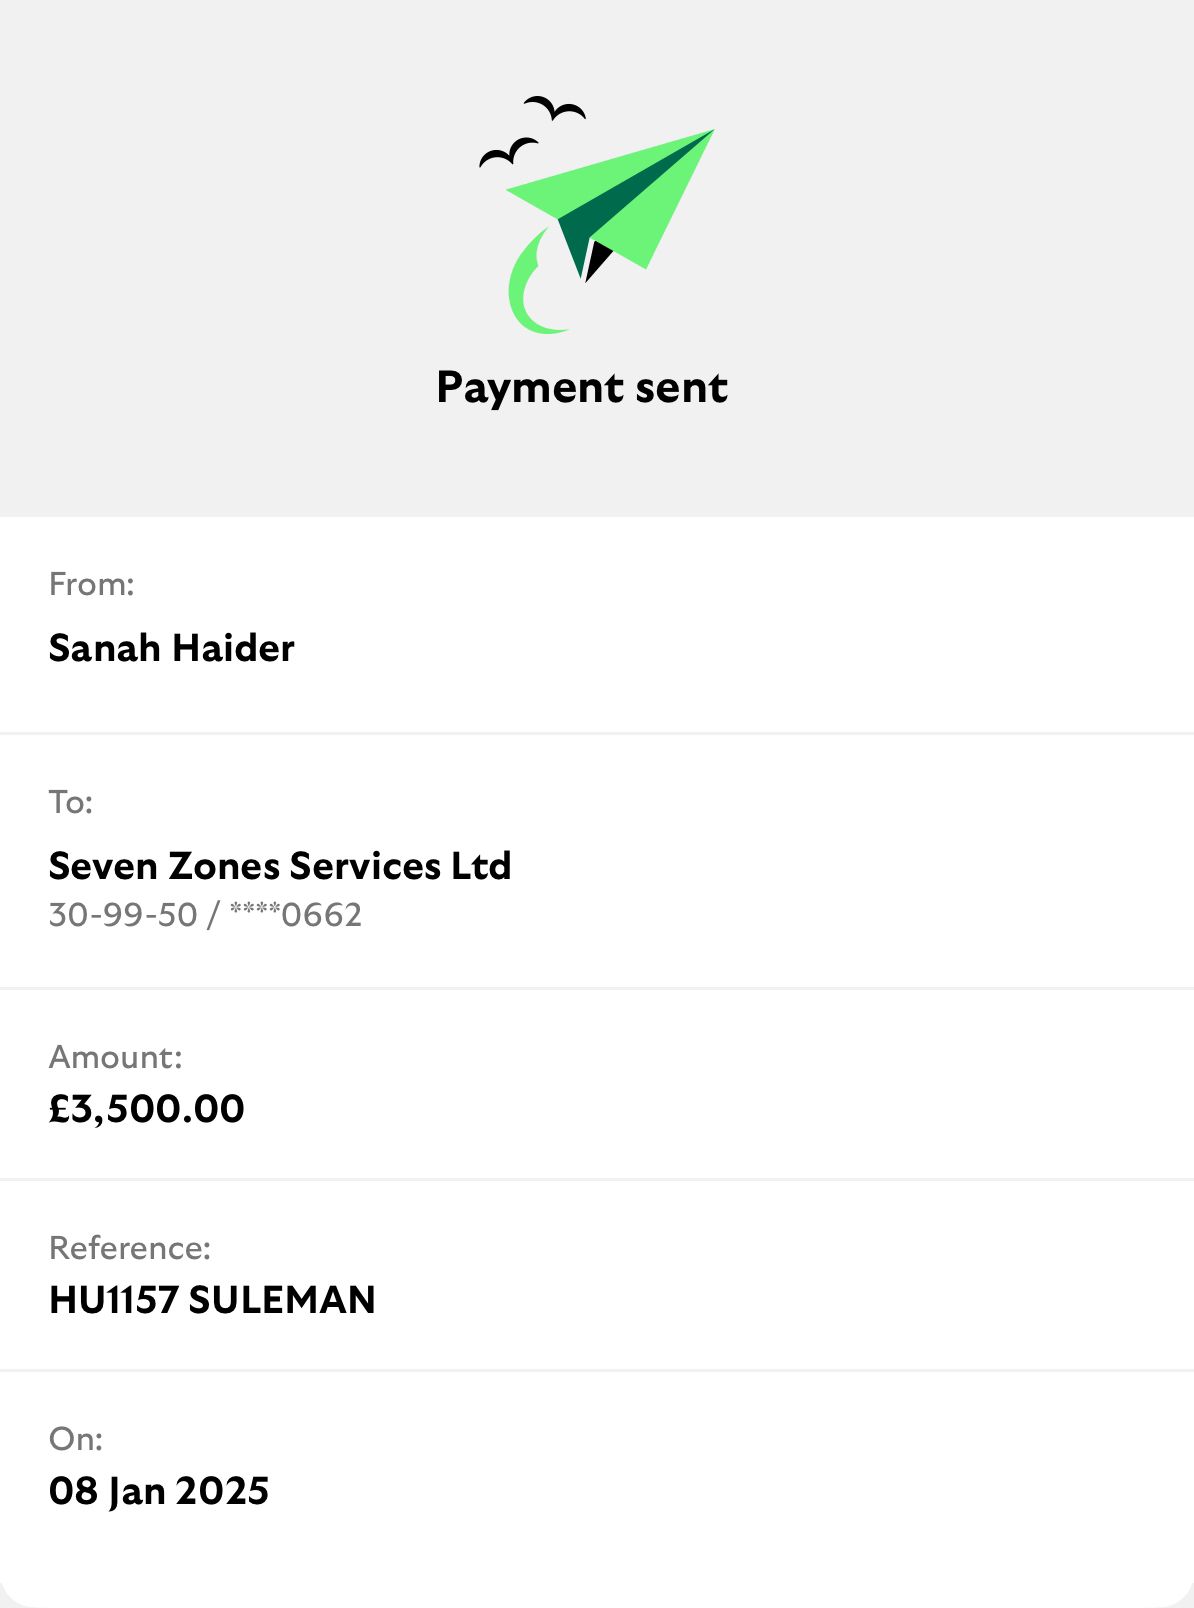 Payment sent
From:
Sanah Haider
To:
Seven Zones Services Ltd
30-99-50 / ****0662
Amount:
£3,500.00
Reference:
HU1157 SULEMAN
On:
08 Jan 2025